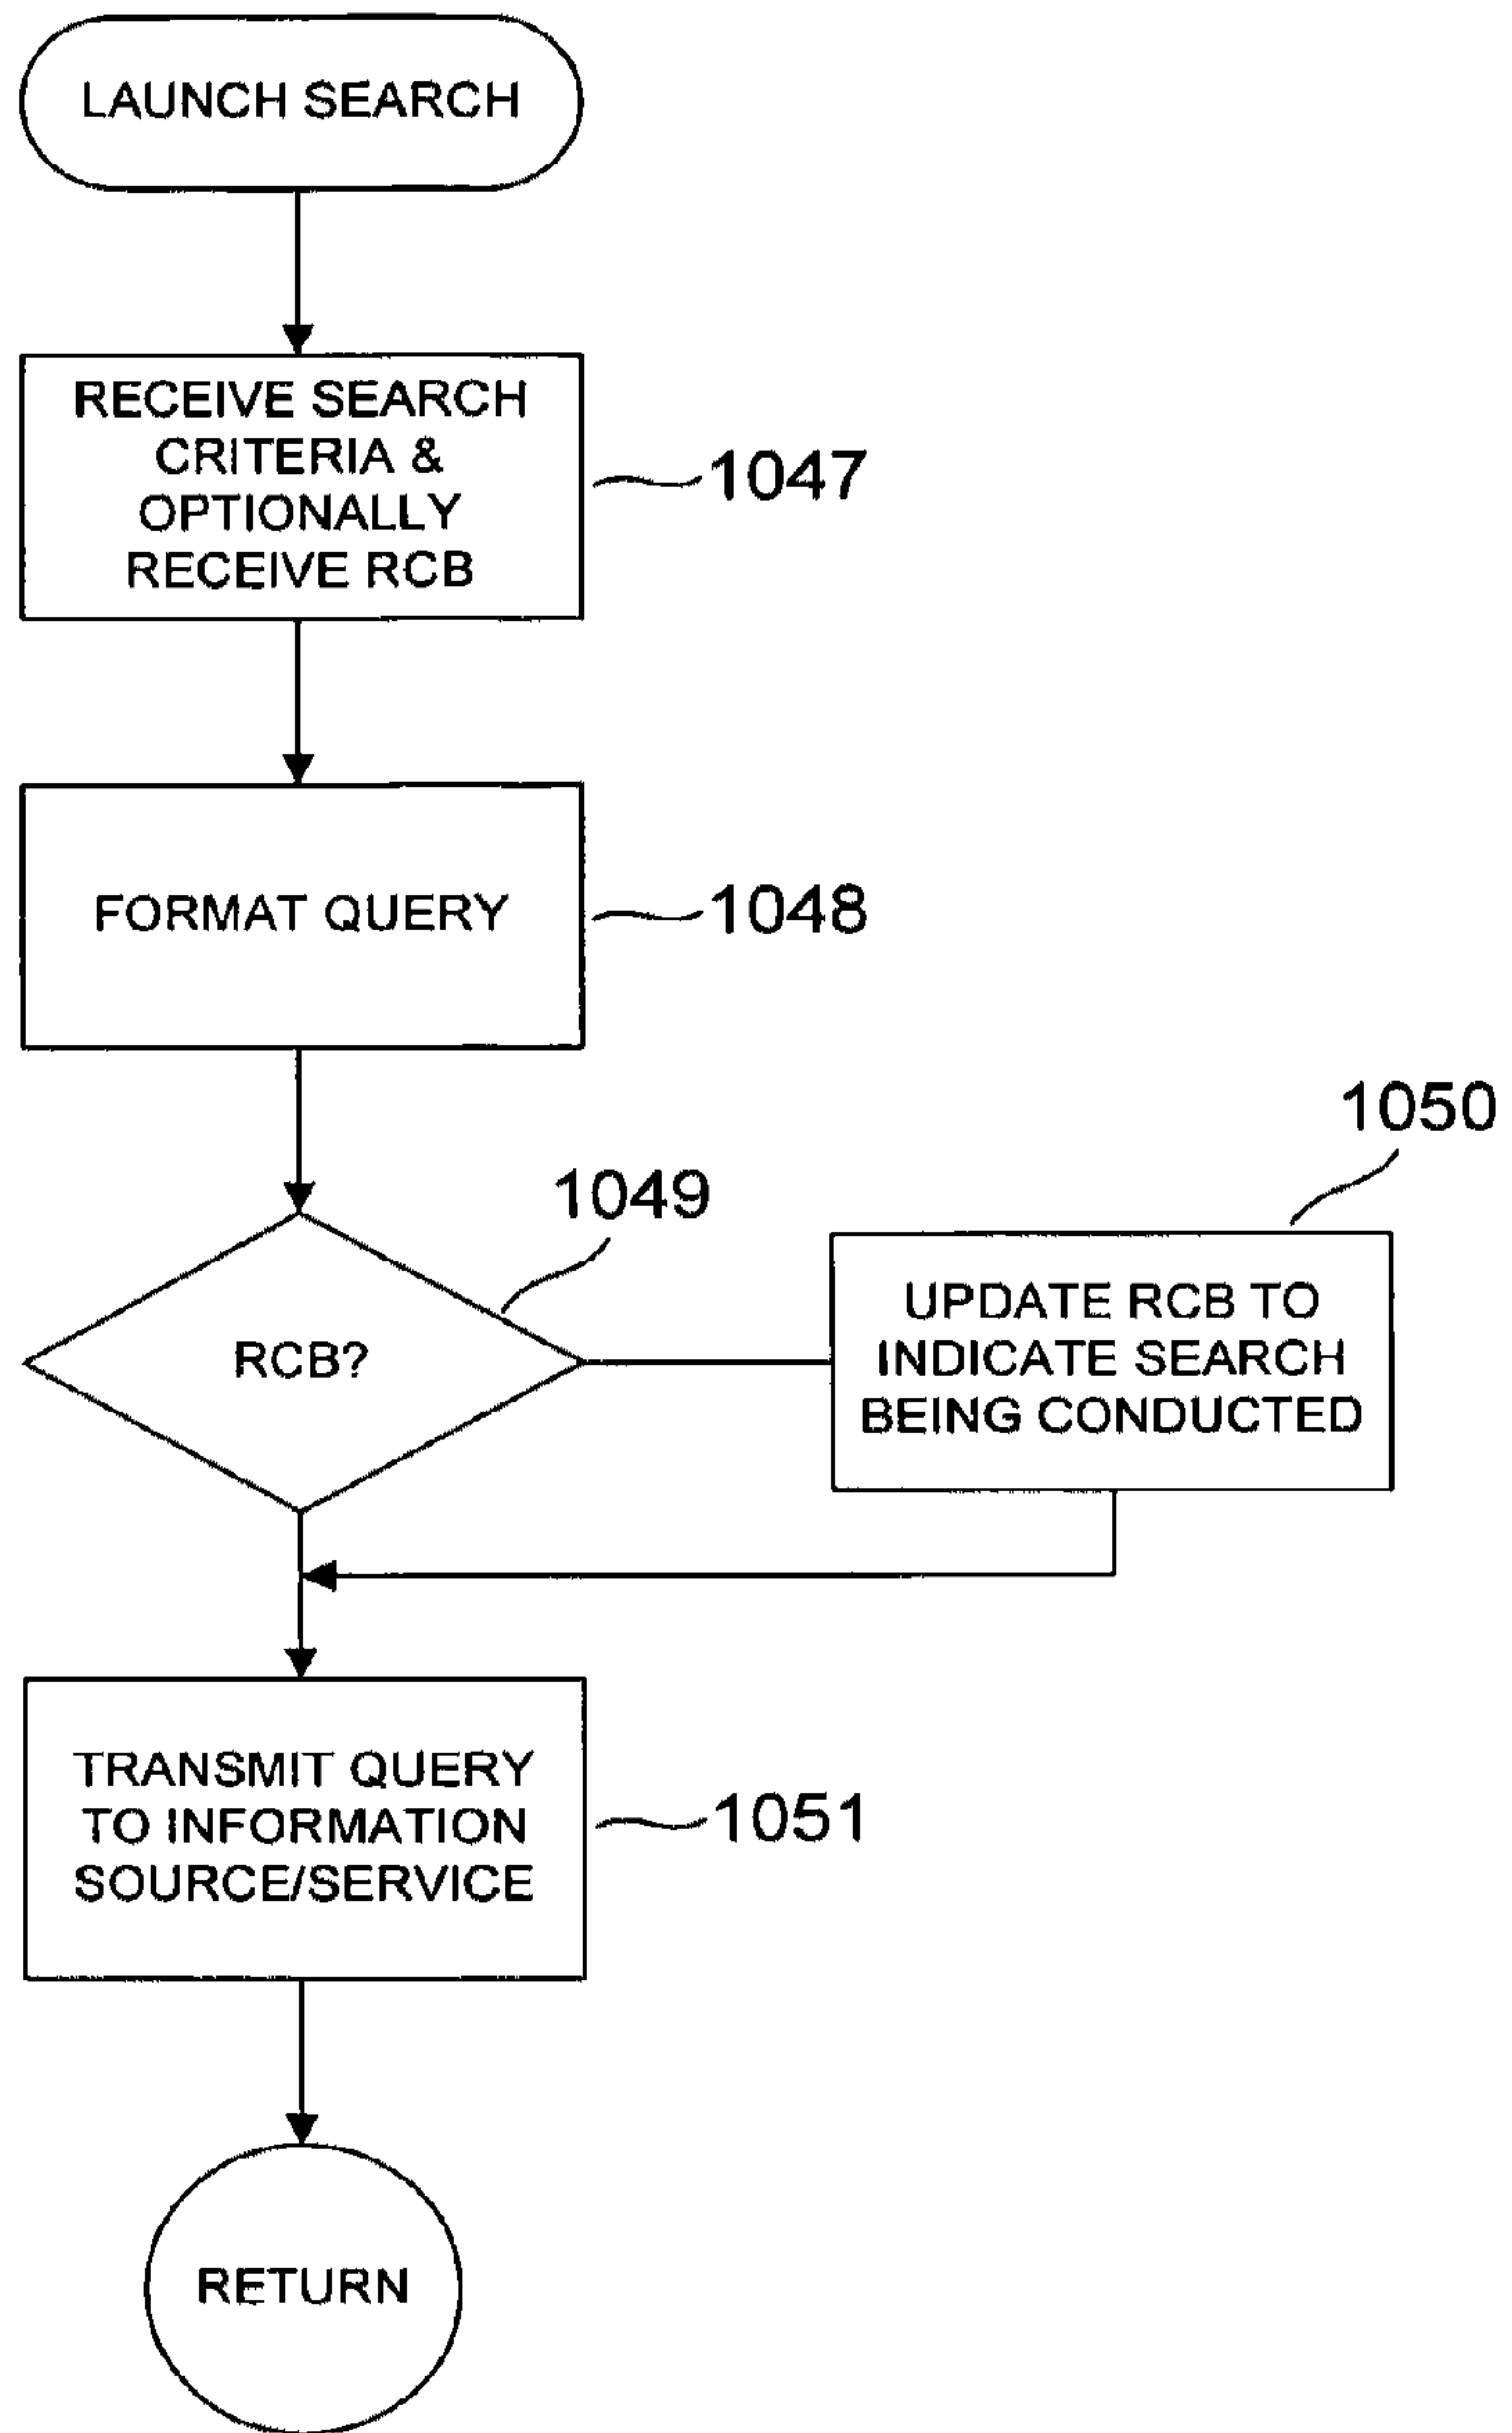 LAUNCH SEARCH
RECEIVE SEARCH
CRITERIA &
OPTIONALLY
RECEIVE RCB
1047
FORMAT QUERY
1048
1049
RCB?
1050
UPDATE RCB TO
INDICATE SEARCH
BEING CONDUCTED
TRANSMIT QUERY
TO INFORMATION
SOURCE/SERVICE
1051
RETURN